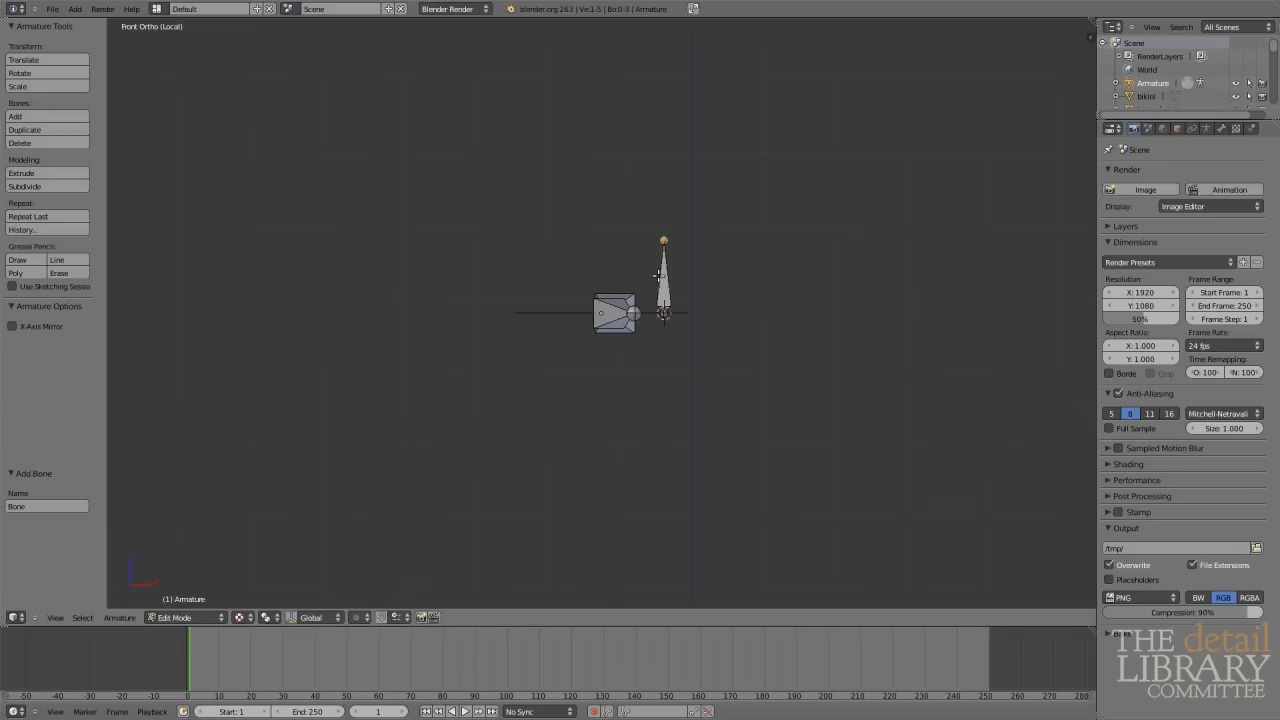 File Add Render Help Default Scene Blender Render blender.org 263 | Ve:1-5 | Bo:0-3 | Armature
Armature Tools
Transform:
Translate
Rotate
Scale
Bones:
Add
Duplicate
Delete
Modeling:
Extrude
Subdivide
Repeat:
Repeat Last
History...
Grease Pencil:
Draw Line
Poly Erase
Use Sketching Sessio
Armature Options
X-Axis Mirror
Add Bone
Name
Bone
Front Ortho (Local)
(1) Armature
View Select Armature Edit Mode Global
-50 -40 -30 -20 -10 0 10 20 30 40 50 60 70 80 90 100 110 120 130 140 150 160 170 180 190 200 210 220 230 240 250 260 270 280
View Marker Frame Playback Start: 1 End: 250 1 No Sync
View Search All Scenes
Scene
RenderLayers
World
Armature
bikini
Scene
Render
Image Animation
Display: Image Editor
Layers
Dimensions
Render Presets
Resolution: Frame Range:
X: 1920 Start Frame: 1
Y: 1080 End Frame: 250
50% Frame Step: 1
Aspect Ratio: Frame Rate:
X: 1.000 24 fps
Y: 1.000 Time Remapping:
Borde Crop O: 100 N: 100
Anti-Aliasing
5 8 11 16 Mitchell-Netravali
Full Sample Size: 1.000
Sampled Motion Blur
Shading
Performance
Post Processing
Stamp
Output
/tmp/
Overwrite File Extensions
Placeholders
PNG BW RGB RGBA
Compression: 90%
THE detail
LIBRARY
COMMITTEE